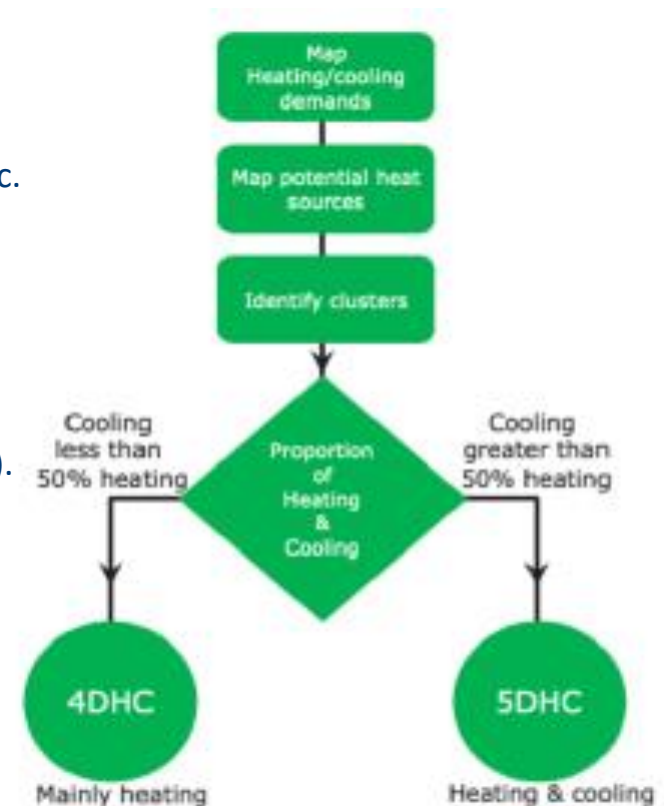 Map
Heating/cooling
demands
c.
Map potential heat
sources
Identify clusters
Cooling
less than
50% heating
).
Proportion
of
Heating
&
Cooling
Cooling
greater than
50% heating
4DHC
Mainly heating
5DHC
Heating & cooling